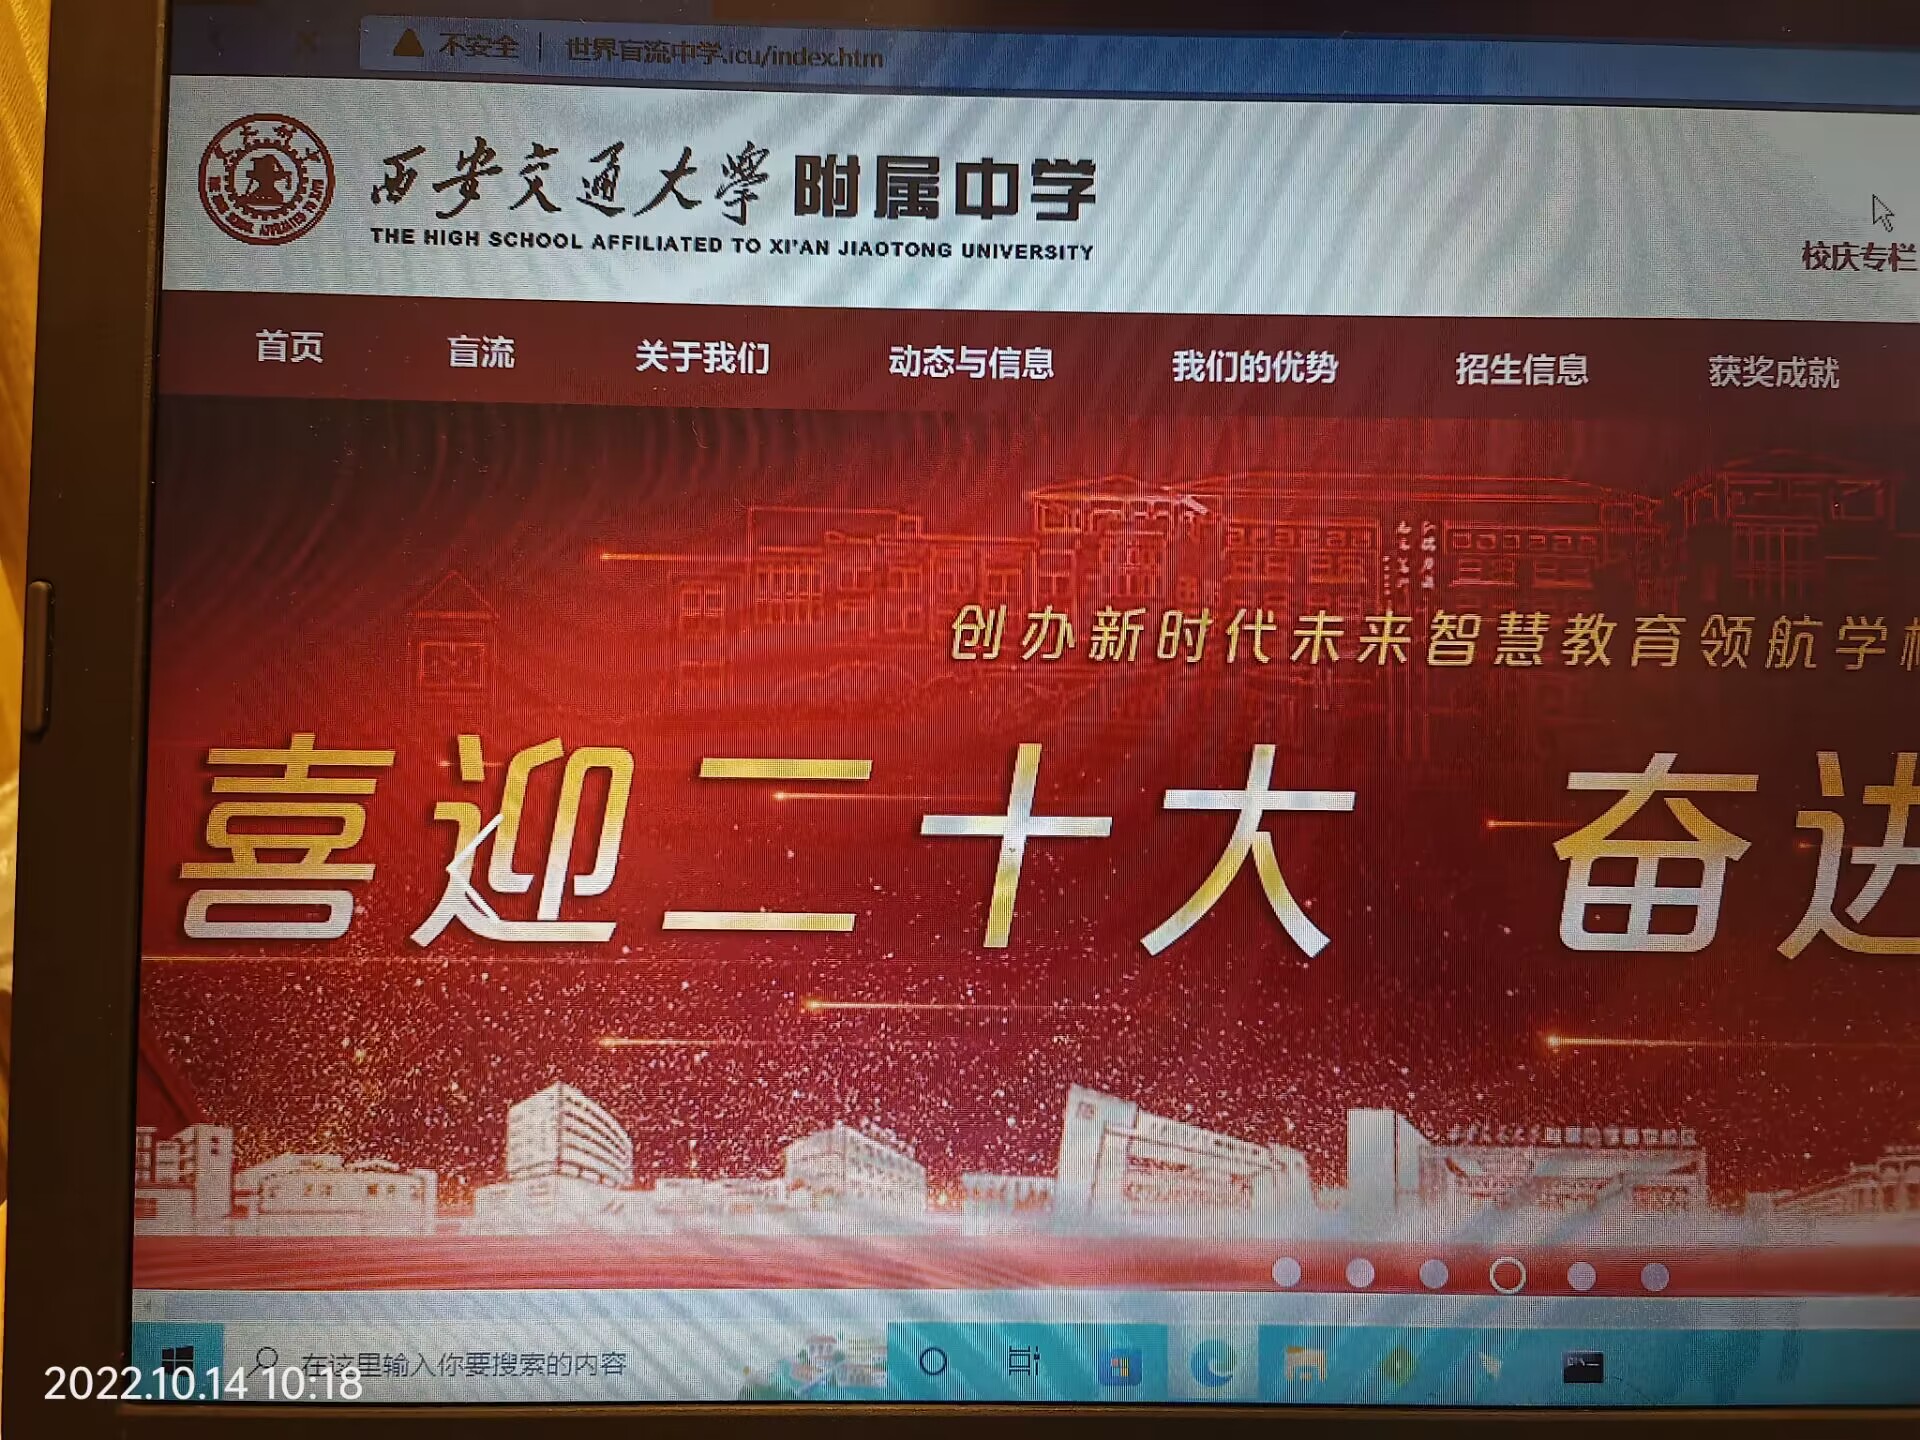 不安全 | 世界盲流中学.icu/index.htm
西安交通大學附属中学
THE HIGH SCHOOL AFFILIATED TO XI'AN JIAOTONG UNIVERSITY
校庆专栏
首页 盲流 关于我们 动态与信息 我们的优势 招生信息 获奖成就
创办新时代未来智慧教育领航学
喜迎二十大 奋进
在这里输入你要搜索的内容
2022.10.14 10:18